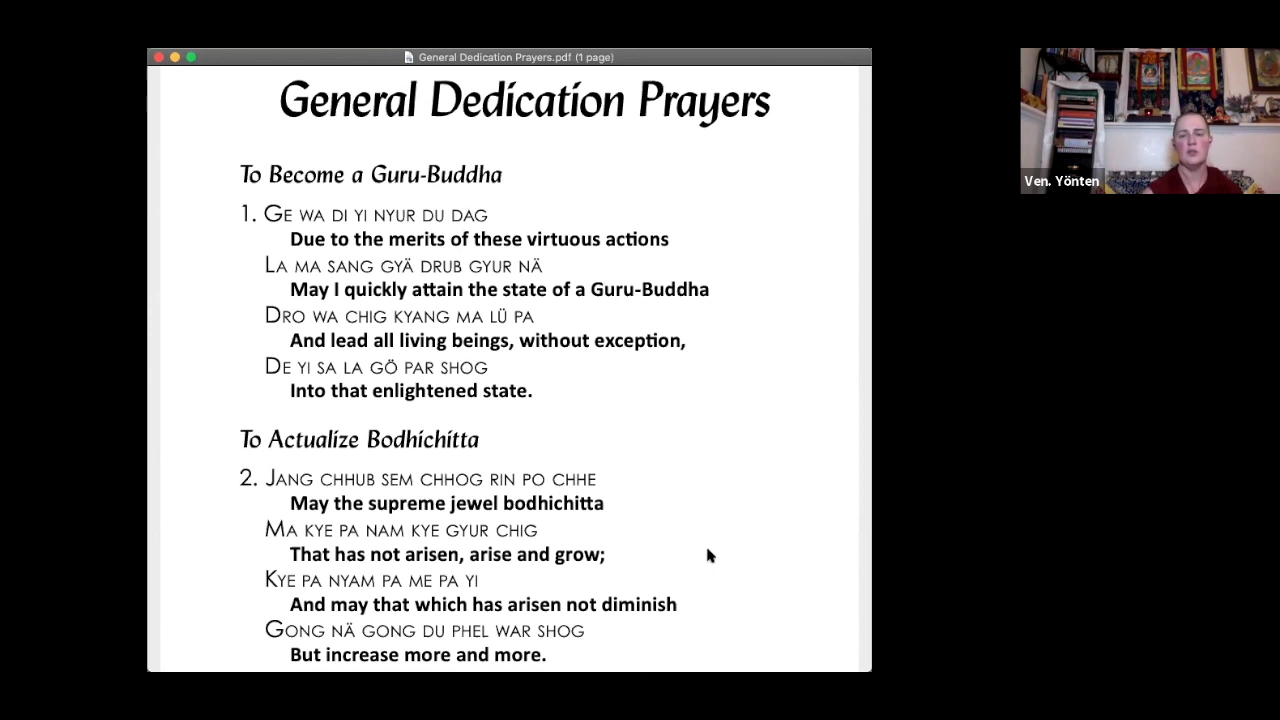 General Dedication Prayers.pdf (1 page)
General Dedication Prayers
To Become a Guru-Buddha
1. GE WA DI YI NYUR DU DAG
Due to the merits of these virtuous actions
LA MA SANG GYÄ DRUB GYUR NÄ
May I quickly attain the state of a Guru-Buddha
DRO WA CHIG KYANG MA LÜ PA
And lead all living beings, without exception,
DE YI SA LA GÖ PAR SHOG
Into that enlightened state.
To Actualize Bodhichitta
2. JANG CHHUB SEM CHHOG RIN PO CHHE
May the supreme jewel bodhichitta
MA KYE PA NAM KYE GYUR CHIG
That has not arisen, arise and grow;
KYE PA NYAM PA ME PA YI
And may that which has arisen not diminish
GONG NÄ GONG DU PHEL WAR SHOG
But increase more and more.
Ven. Yönten